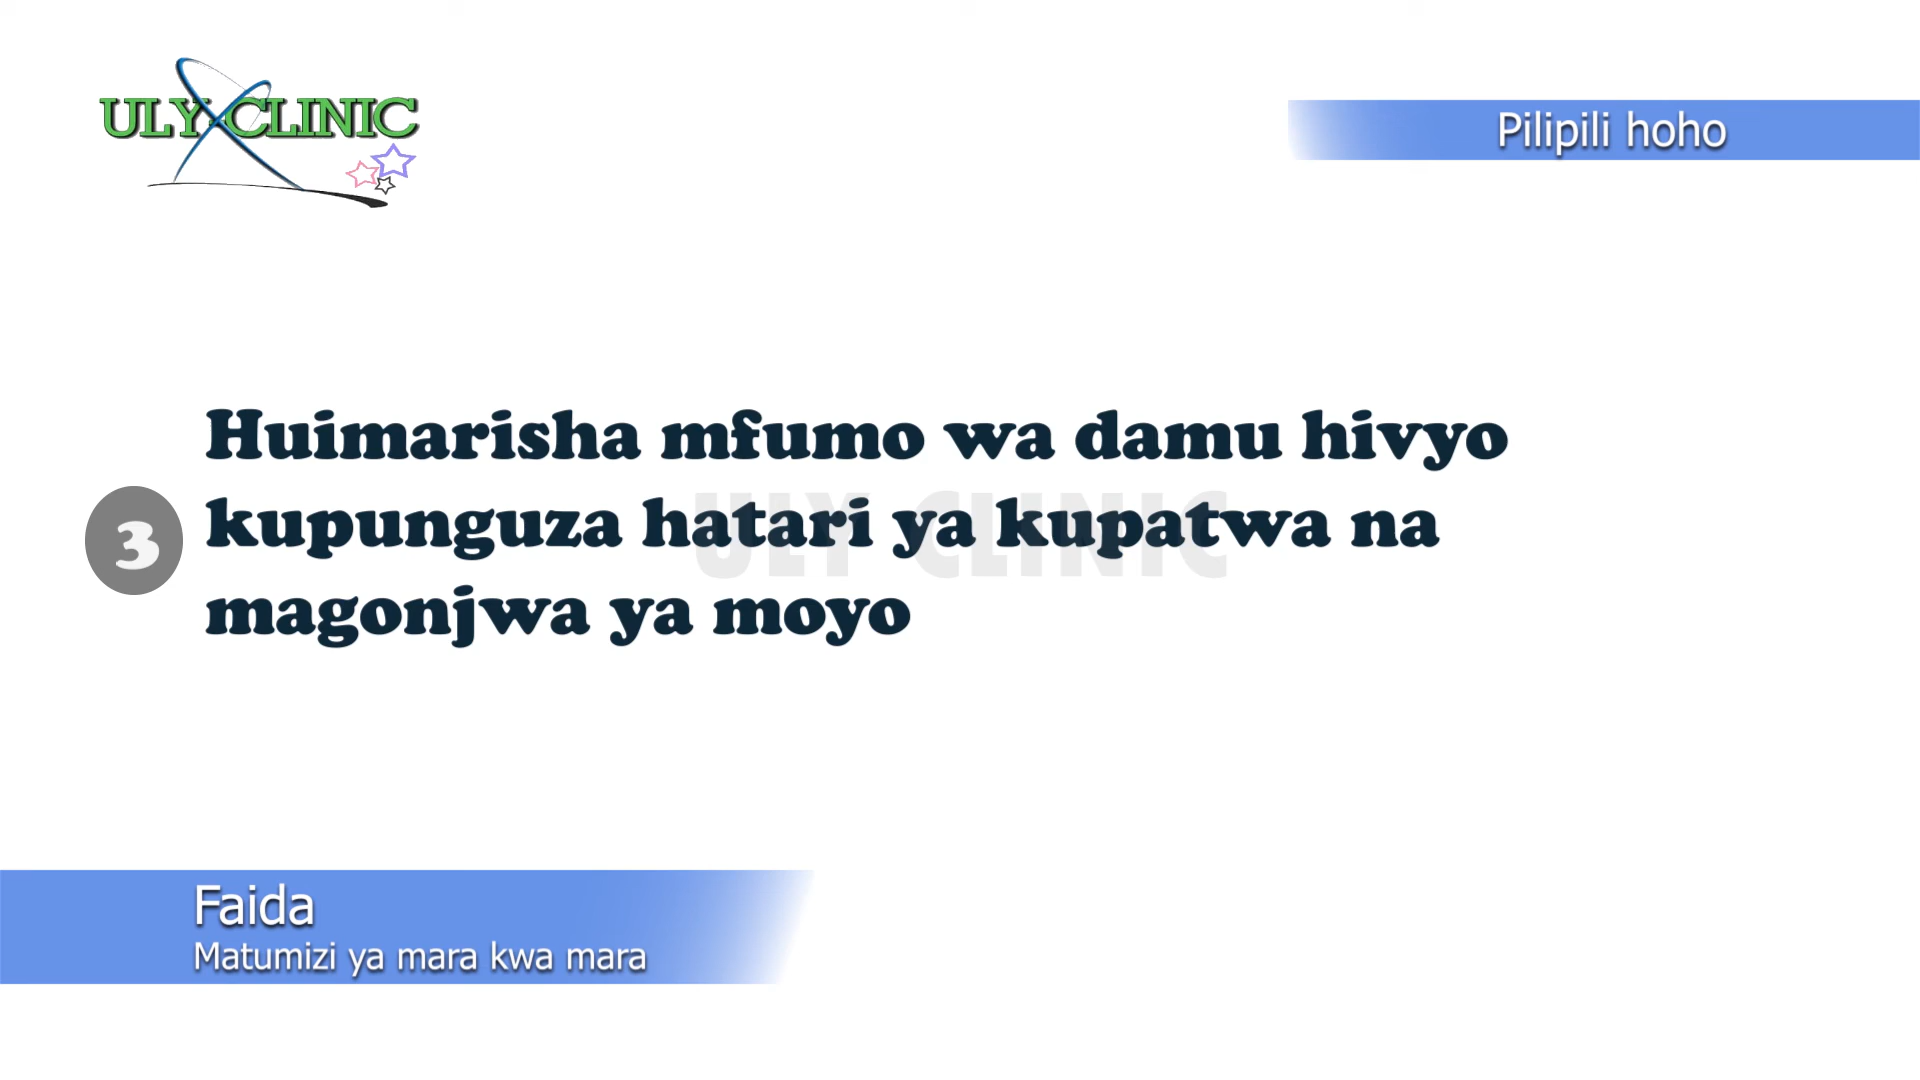 ULY CLINIC
Pilipili hoho
Huimarisha mfumo wa damu hivyo
kupunguza hatari ya kupatwa na
3
magonjwa ya moyo
ULY CLINIC
Faida
Matumizi ya mara kwa mara